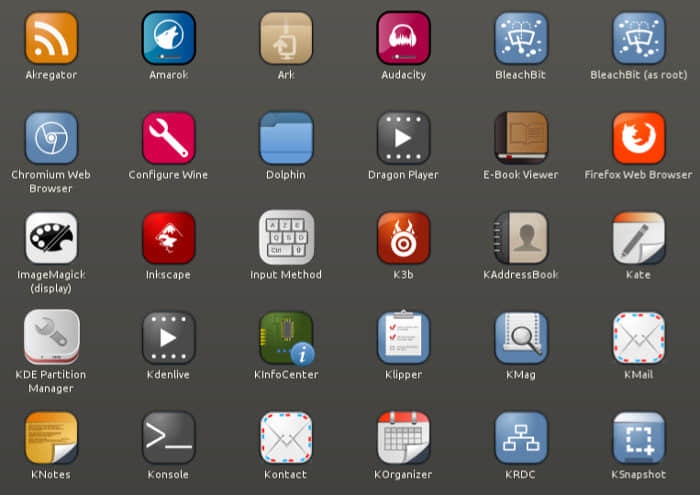 Akregator
Amarok
Ark
Audacity
BleachBit
BleachBit (as root)
Chromium Web
Browser
Configure Wine
Dolphin
Dragon Player
E-Book Viewer
Firefox Web Browser
ImageMagick
(display)
Inkscape
A Z E
Q S D
Ctrl
Input Method
K3b
KAddressBook
Kate
KDE Partition
Manager
Kdenlive
i
KInfoCenter
Klipper
KMag
KMail
KNotes
>_
Konsole
Kontact
KOrganizer
KRDC
KSnapshot